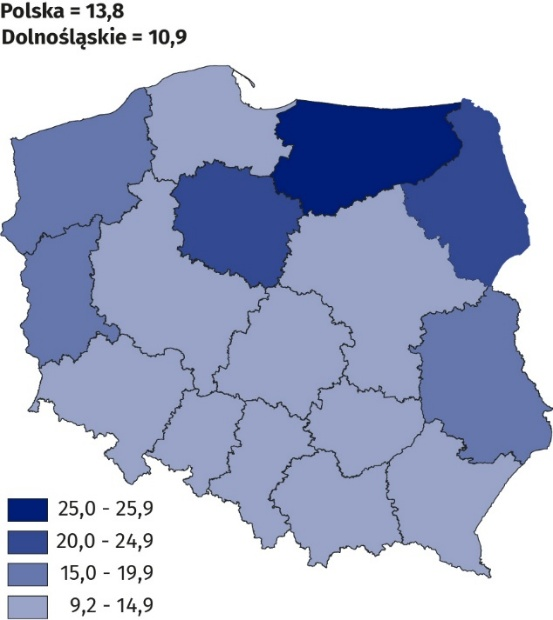 Polska = 13,8
Dolnośląskie = 10,9
25,0 - 25,9
20,0 - 24,9
15,0 - 19,9
9,2 - 14,9